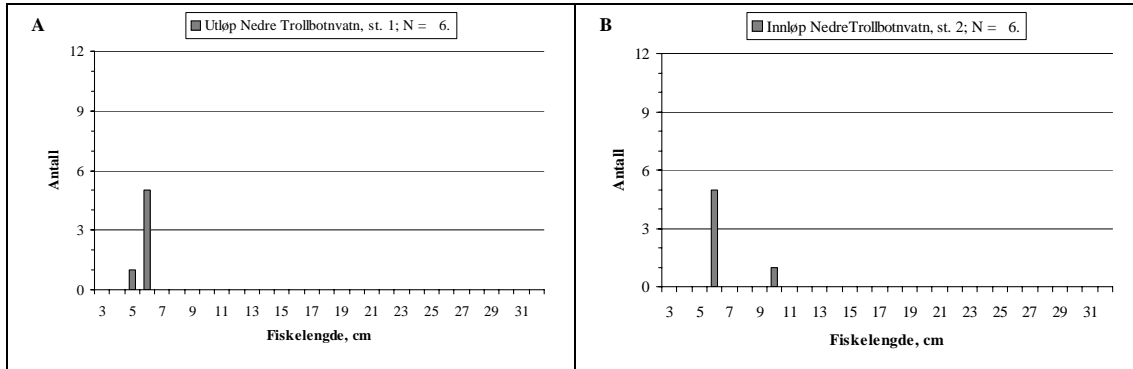 A
Utløp Nedre Trollbotnvatn, st. 1; N = 6.
12
9
6
3
0
Antall
3 5 7 9 11 13 15 17 19 21 23 25 27 29 31
Fiskelengde, cm
B
Innløp NedreTrollbotnvatn, st. 2; N = 6.
12
9
6
3
0
Antall
3 5 7 9 11 13 15 17 19 21 23 25 27 29 31
Fiskelengde, cm